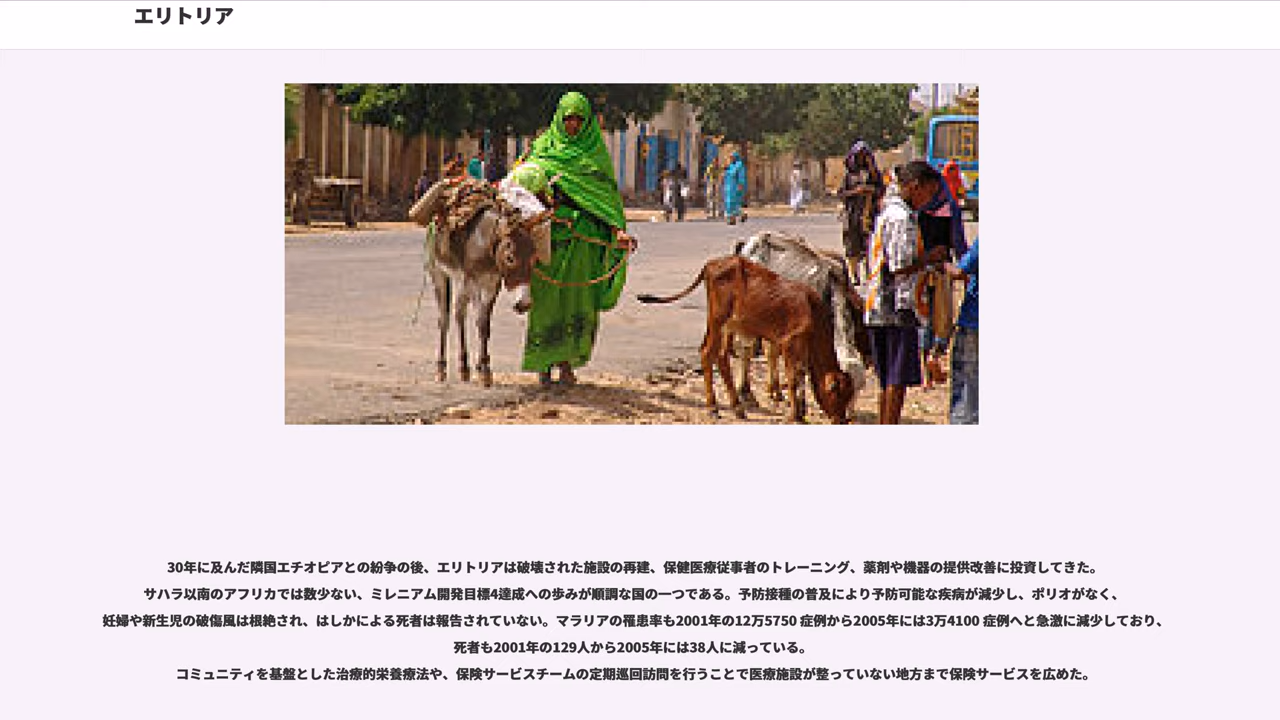 エリトリア
30年に及んだ隣国エチオピアとの紛争の後、エリトリアは破壊された施設の再建、保健医療従事者のトレーニング、薬剤や機器の提供改善に投資してきた。
サハラ以南のアフリカでは数少ない、ミレニアム開発目標4達成への歩みが順調な国の一つである。予防接種の普及により予防可能な疾病が減少し、ポリオがなく、
妊婦や新生児の破傷風は根絶され、はしかによる死者は報告されていない。マラリアの罹患率も2001年の12万5750 症例から2005年には3万4100 症例へと急激に減少しており、
死者も2001年の129人から2005年には38人に減っている。
コミュニティを基盤とした治療的栄養療法や、保険サービスチームの定期巡回訪問を行うことで医療施設が整っていない地方まで保険サービスを広めた。